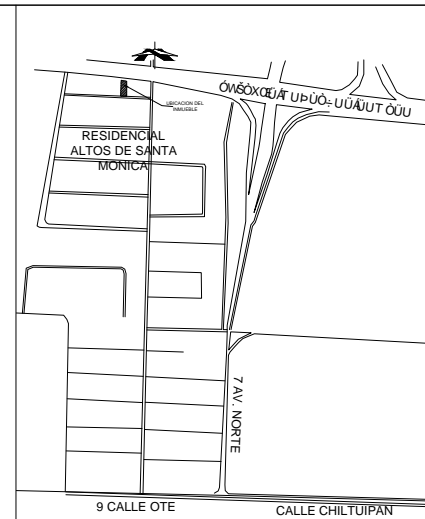 UBICACION DEL
INMUEBLE
RESIDENCIAL
ALTOS DE SANTA
MONICA
7 AV. NORTE
9 CALLE OTE
CALLE CHILTUIPAN